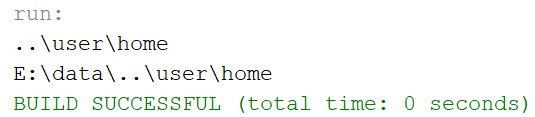 run:
..\user\home
E:\data\..\user\home
BUILD SUCCESSFUL (total time: 0 seconds)